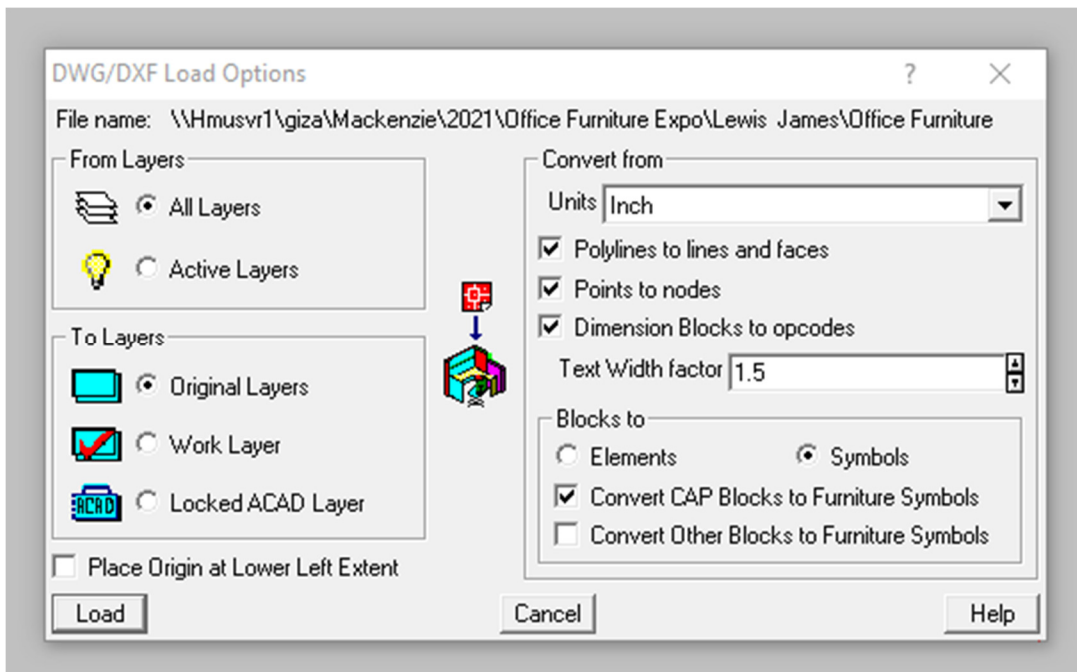 DWG/DXF Load Options
File name: \\Hmusvr1\giza\Mackenzie\2021\Office Furniture Expo\Lewis James\Office Furniture
From Layers
All Layers
Active Layers
To Layers
Original Layers
Work Layer
ACAD
Locked ACAD Layer
Place Origin at Lower Left Extent
Convert from
Units Inch
Polylines to lines and faces
Points to nodes
Dimension Blocks to opcodes
Text Width factor 1.5
Blocks to
Elements
Symbols
Convert CAP Blocks to Furniture Symbols
Convert Other Blocks to Furniture Symbols
Load
Cancel
Help